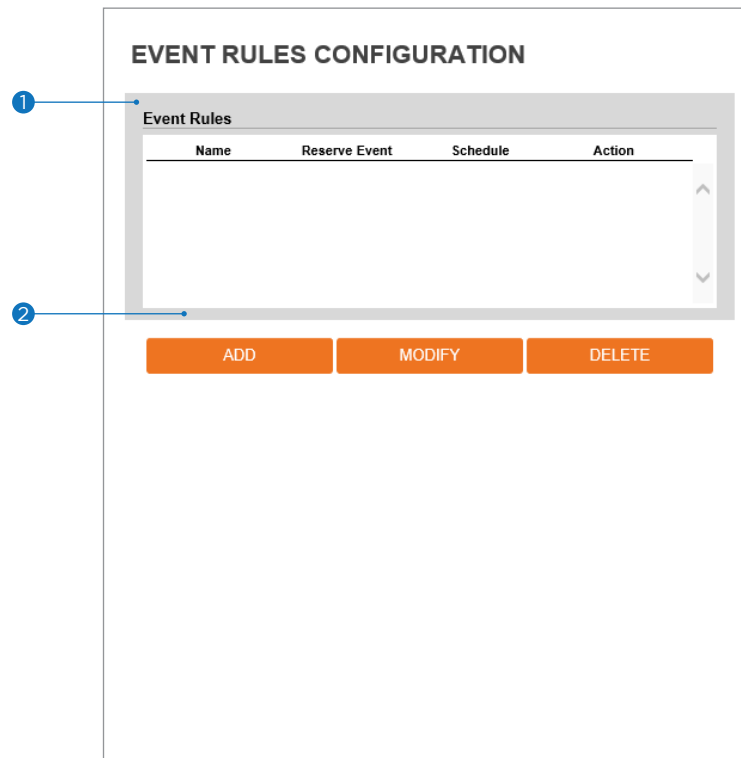 EVENT RULES CONFIGURATION
1
Event Rules
Name Reserve Event Schedule Action
2
ADD MODIFY DELETE